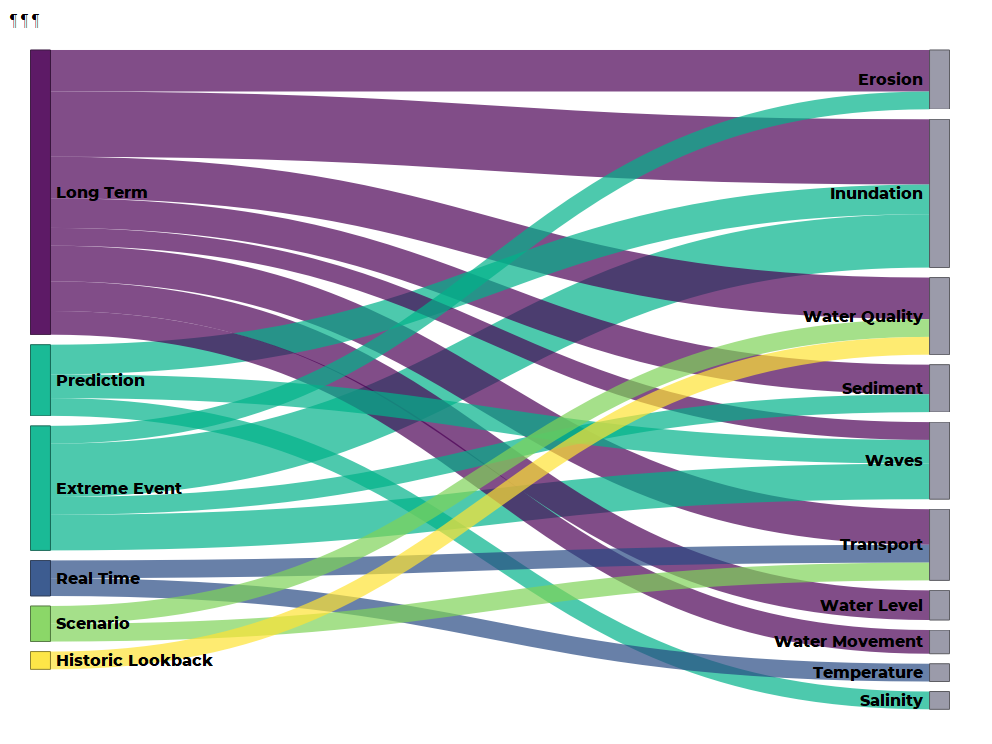 ¶ ¶ ¶
Long Term
Prediction
Extreme Event
Real Time
Scenario
Historic Lookback
Erosion
Inundation
Water Quality
Sediment
Waves
Transport
Water Level
Water Movement
Temperature
Salinity